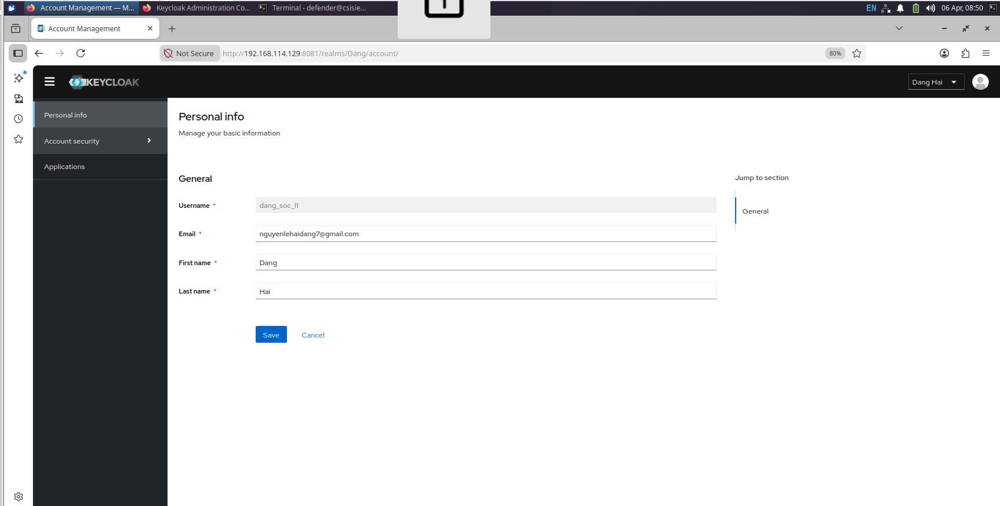 Account Management — M...
Keycloak Administration Co...
Terminal - defender@csisie...
EN
06 Apr, 08:50
Account Management
Not Secure
http://192.168.114.129:8081/realms/Dang/account/
80%
KEYCLOAK
Dang Hai
Personal info
Account security
Applications
Personal info
Manage your basic information
General
Username *
dang_soc_l1
Email *
nguyenlehaidang7@gmail.com
First name *
Dang
Last name *
Hai
Save
Cancel
Jump to section
General